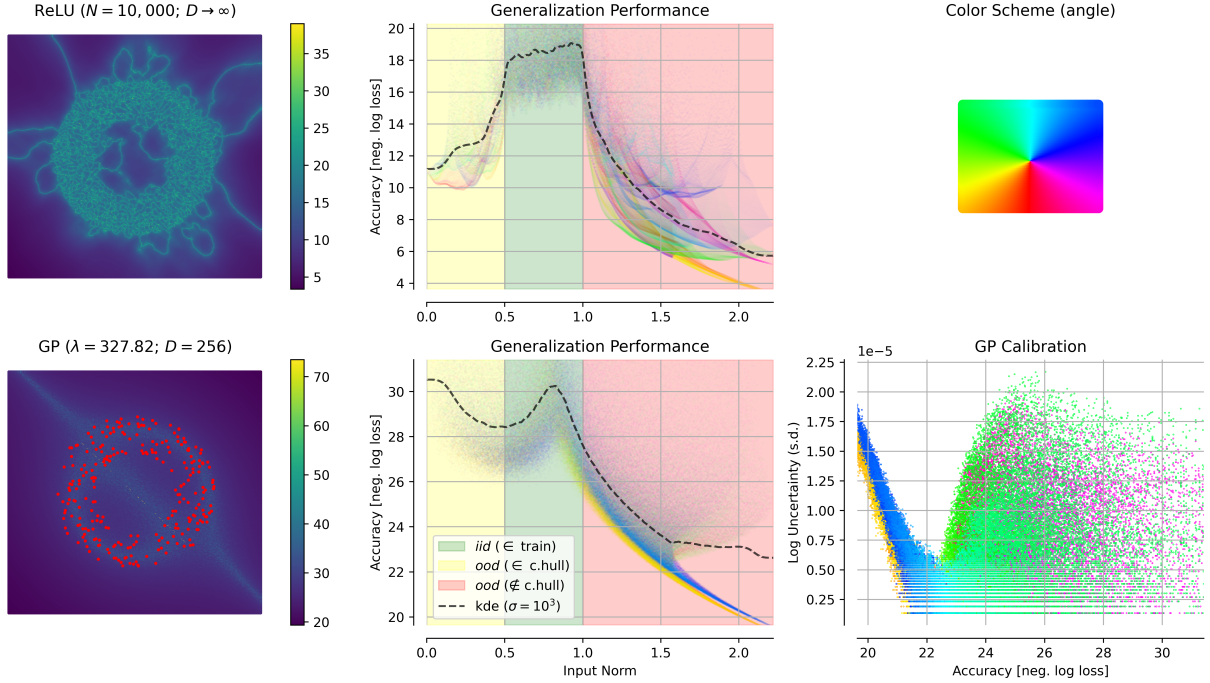 ReLU (N = 10,000; D → ∞)
35
30
25
20
15
10
5
Generalization Performance
Accuracy [neg. log loss]
20
18
16
14
12
10
8
6
4
0.0 0.5 1.0 1.5 2.0
Color Scheme (angle)
GP (λ = 327.82; D = 256)
70
60
50
40
30
20
Generalization Performance
Accuracy [neg. log loss]
30
28
26
24
22
20
iid (∈ train)
ood (∈ c.hull)
ood (∉ c.hull)
kde (σ = 10³)
0.0 0.5 1.0 1.5 2.0
Input Norm
GP Calibration
1e−5
Log Uncertainty (s.d.)
2.25
2.00
1.75
1.50
1.25
1.00
0.75
0.50
0.25
20 22 24 26 28 30
Accuracy [neg. log loss]